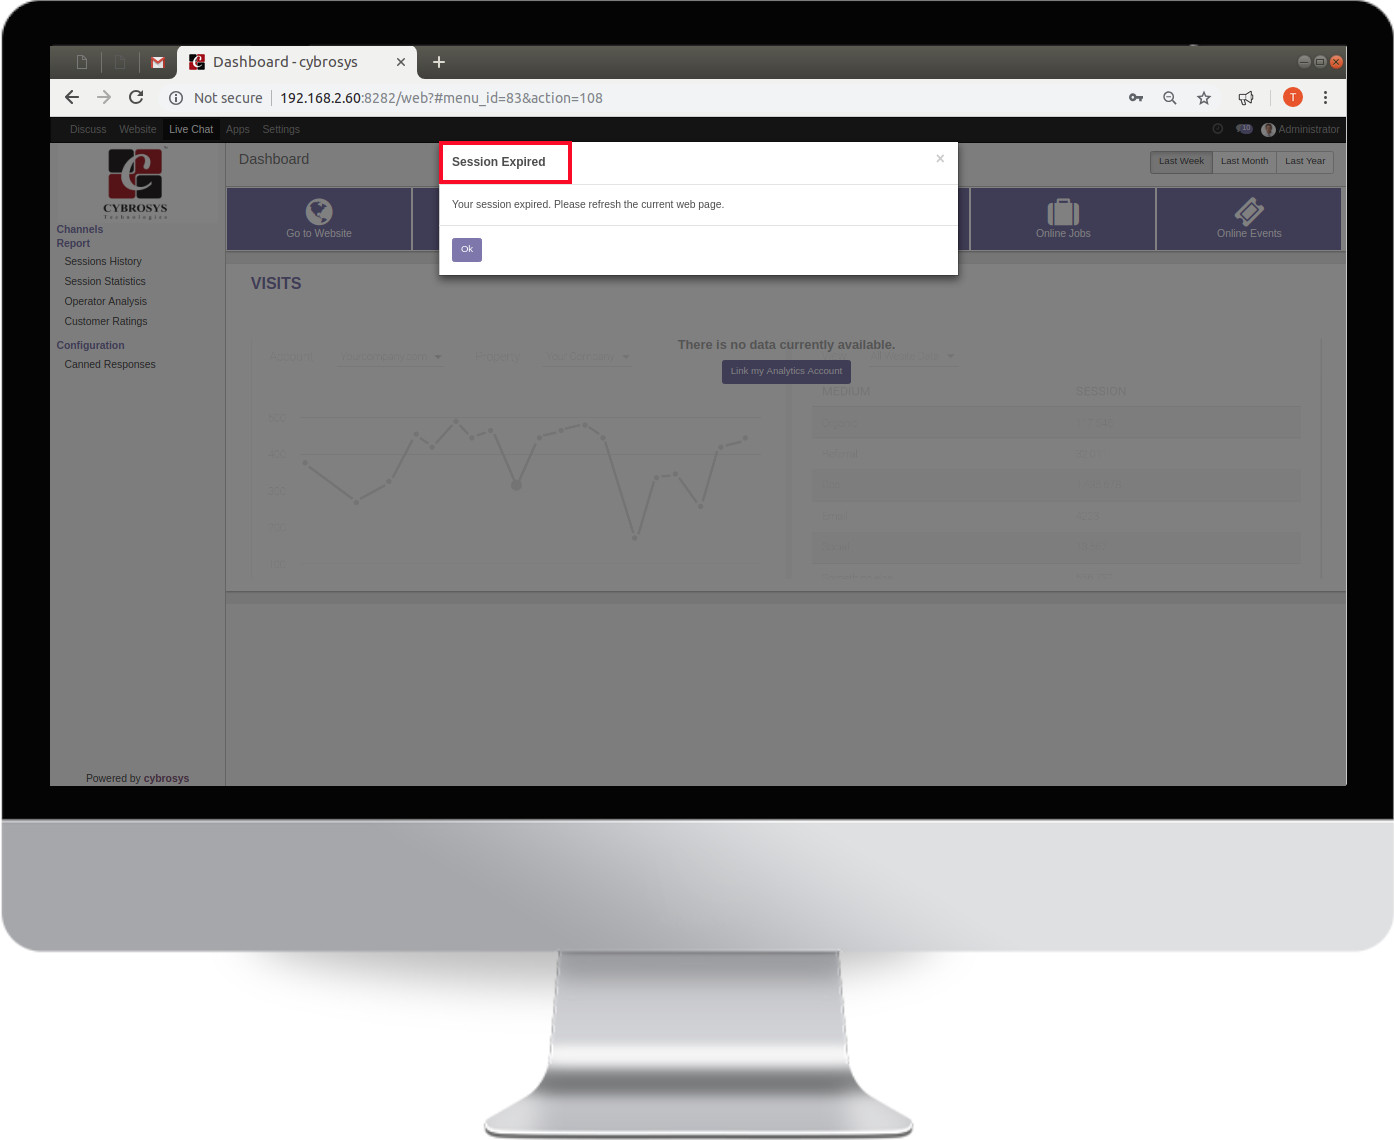 Dashboard - cybrosys
Not secure
192.168.2.60:8282/web?#menu_id=83&action=108
T
Discuss Website Live Chat Apps Settings
10 Administrator
CYBROSYS
Technologies
Channels
Report
Sessions History
Session Statistics
Operator Analysis
Customer Ratings
Configuration
Canned Responses
Powered by cybrosys
Dashboard
Last Week Last Month Last Year
Session Expired
×
Your session expired. Please refresh the current web page.
Ok
Go to Website
Online Jobs
Online Events
VISITS
There is no data currently available.
Link my Analytics Account
MEDIUM SESSION